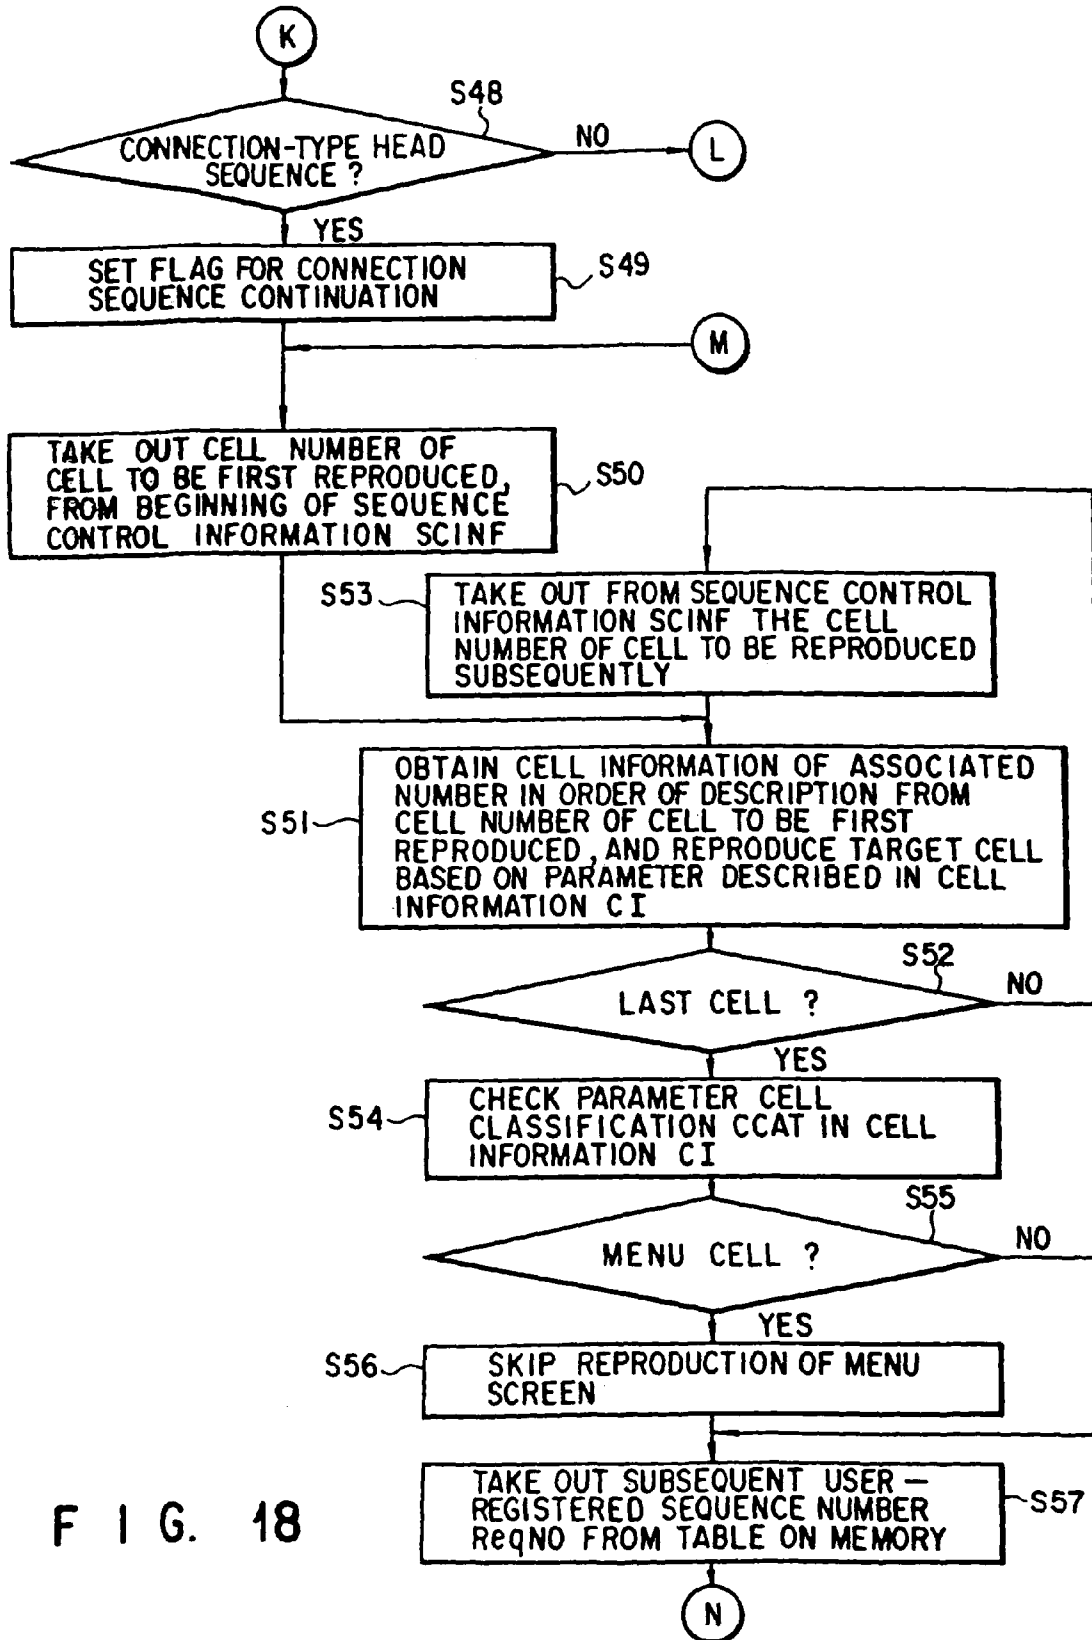 K
S48
CONNECTION-TYPE HEAD
SEQUENCE ?
NO
L
YES
SET FLAG FOR CONNECTION
SEQUENCE CONTINUATION
S49
M
TAKE OUT CELL NUMBER OF
CELL TO BE FIRST REPRODUCED,
FROM BEGINNING OF SEQUENCE
CONTROL INFORMATION SCINF
S50
S53
TAKE OUT FROM SEQUENCE CONTROL
INFORMATION SCINF THE CELL
NUMBER OF CELL TO BE REPRODUCED
SUBSEQUENTLY
S51
OBTAIN CELL INFORMATION OF ASSOCIATED
NUMBER IN ORDER OF DESCRIPTION FROM
CELL NUMBER OF CELL TO BE FIRST
REPRODUCED, AND REPRODUCE TARGET CELL
BASED ON PARAMETER DESCRIBED IN CELL
INFORMATION CI
S52
LAST CELL ?
NO
YES
S54
CHECK PARAMETER CELL
CLASSIFICATION CCAT IN CELL
INFORMATION CI
S55
MENU CELL ?
NO
YES
S56
SKIP REPRODUCTION OF MENU
SCREEN
TAKE OUT SUBSEQUENT USER-
REGISTERED SEQUENCE NUMBER
ReqNO FROM TABLE ON MEMORY
S57
N
FIG. 18